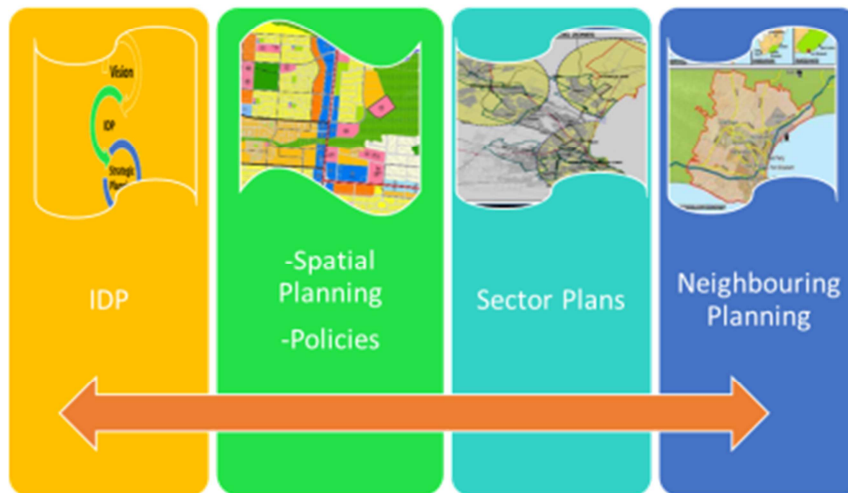 Vision
IDP
Strategic
IDP
-Spatial
Planning
-Policies
Sector Plans
Neighbouring
Planning